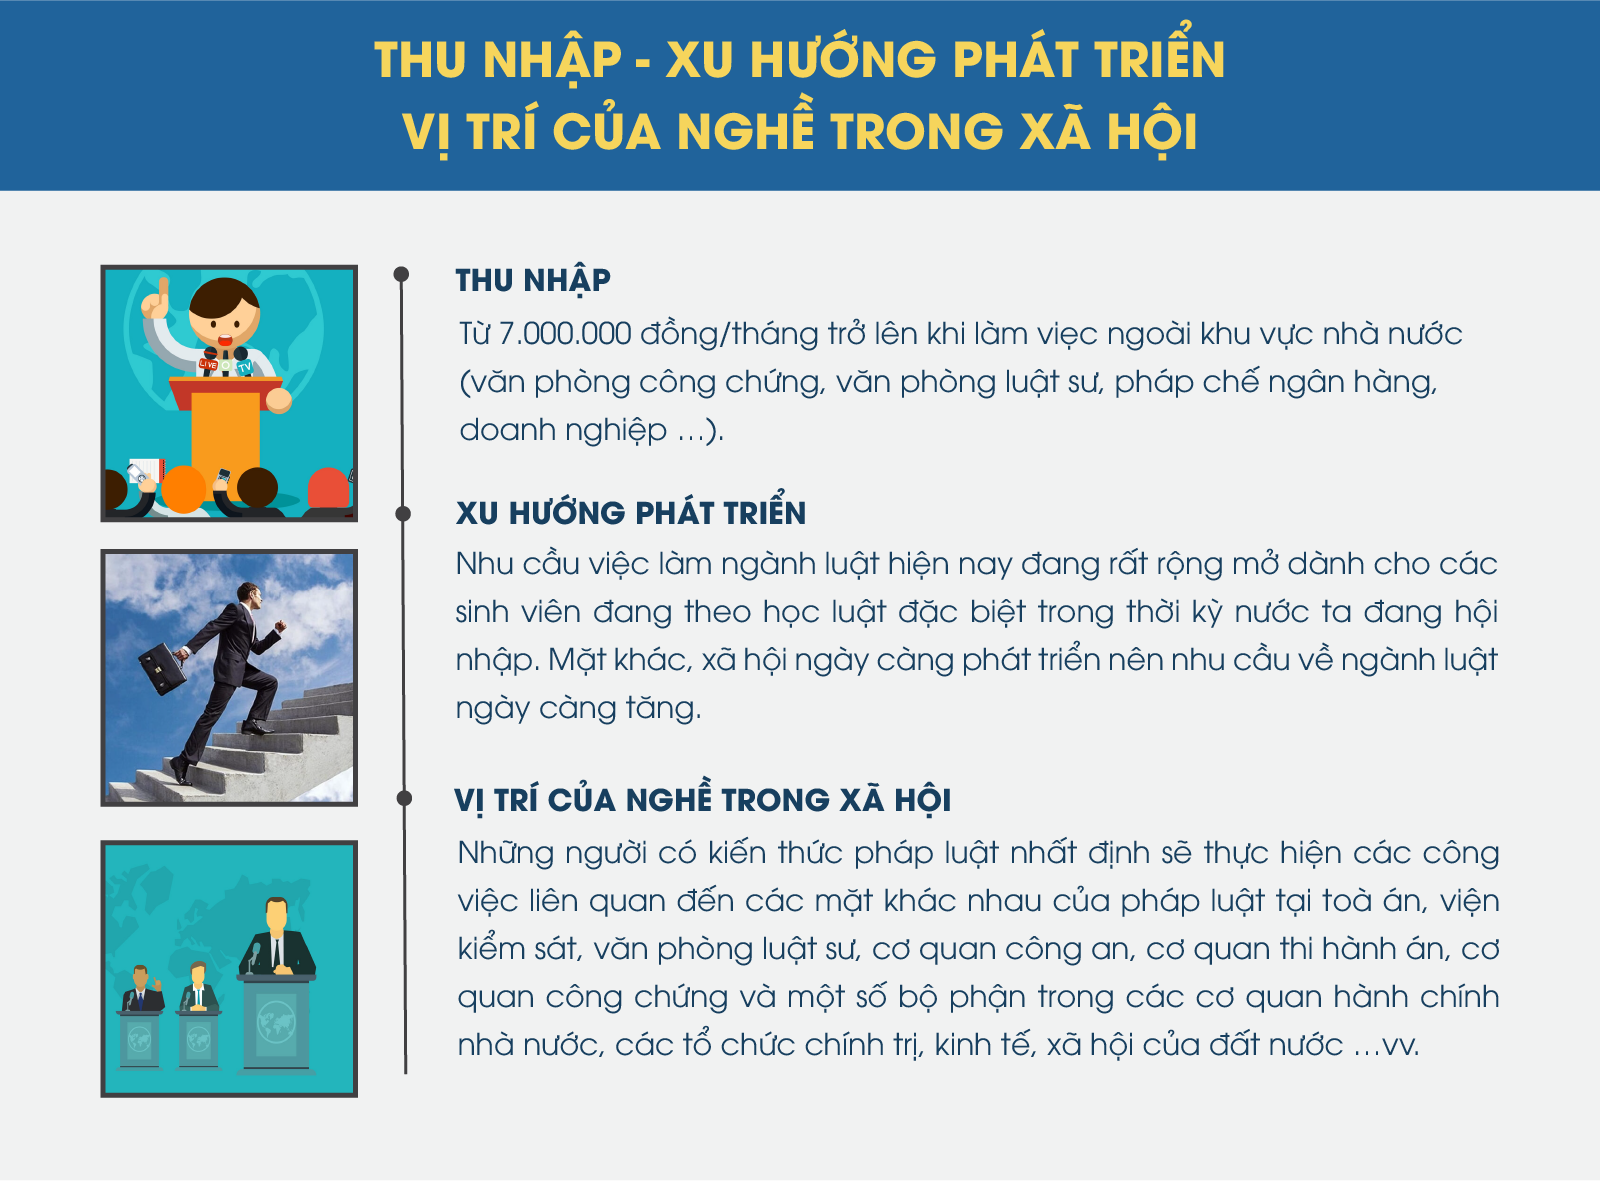 THU NHẬP - XU HƯỚNG PHÁT TRIỂN
VỊ TRÍ CỦA NGHỀ TRONG XÃ HỘI
THU NHẬP
Từ 7.000.000 đồng/tháng trở lên khi làm vięc ngoài khu vực nhà nước
(văn phòng công chứng, văn phòng luật sư, pháp chế ngân hàng,
doanh nghiệp ...).
LIVE
TV
XU HƯỚNG PHÁT TRIỂN
Nhu cầu việc làm ngành luật hiện nay đang rất rộng mở dành cho các
sinh viên đang theo học luật đặc biệt trong thời kỳ nước ta đang hội
nhập. Mặt khác, xã hội ngày càng phát triển nên nhu cầu về ngành luật
ngày càng tăng.
VỊ TRÍ CỦA NGHỀ TRONG XÃ HỘI
Những người có kiến thức pháp luật nhất định sẽ thực hiện các công
việc liên quan đến các mặt khác nhau của pháp luật tại toà án, viện
kiểm sát, văn phòng luật sư, cơ quan công an, cơ quan thi hành án, cơ
quan công chứng và một số bộ phận trong các cơ quan hành chính
nhà nước, các tổ chức chính trị, kinh tế, xã hội của đất nước ...vv.